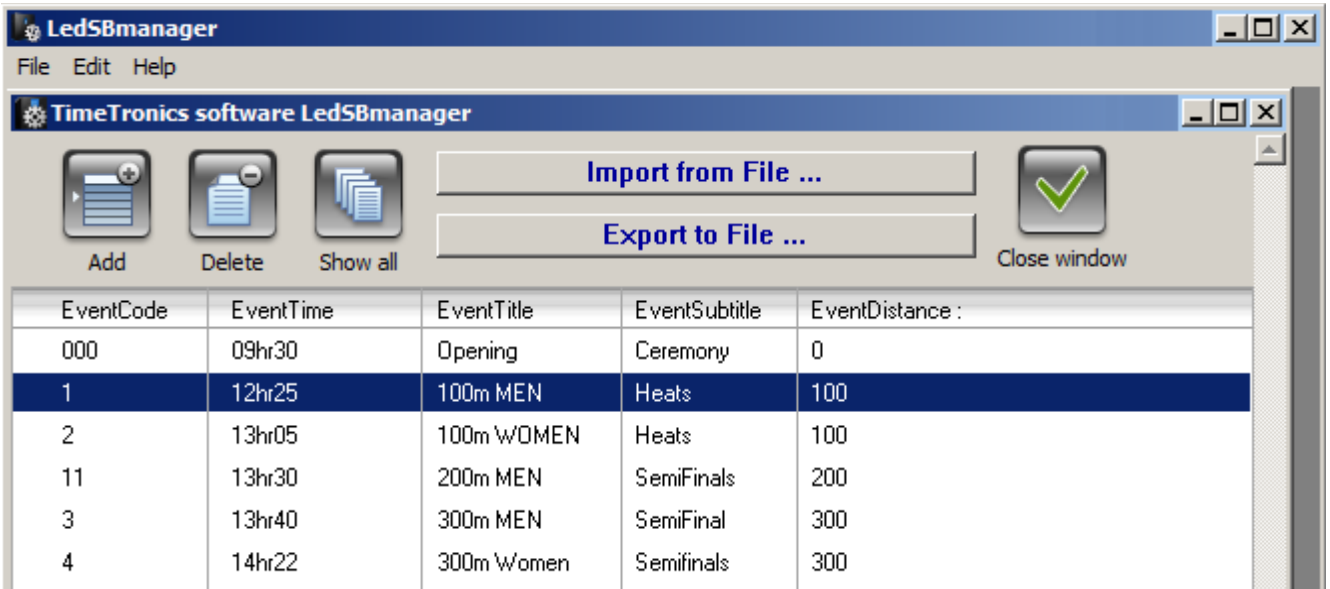 LedSBmanager
File Edit Help
TimeTronics software LedSBmanager
Import from File ...
Export to File ...
Add Delete Show all Close window
EventCode EventTime EventTitle EventSubtitle EventDistance :
000 09hr30 Opening Ceremony 0
1 12hr25 100m MEN Heats 100
2 13hr05 100m WOMEN Heats 100
11 13hr30 200m MEN SemiFinals 200
3 13hr40 300m MEN SemiFinal 300
4 14hr22 300m Women Semifinals 300